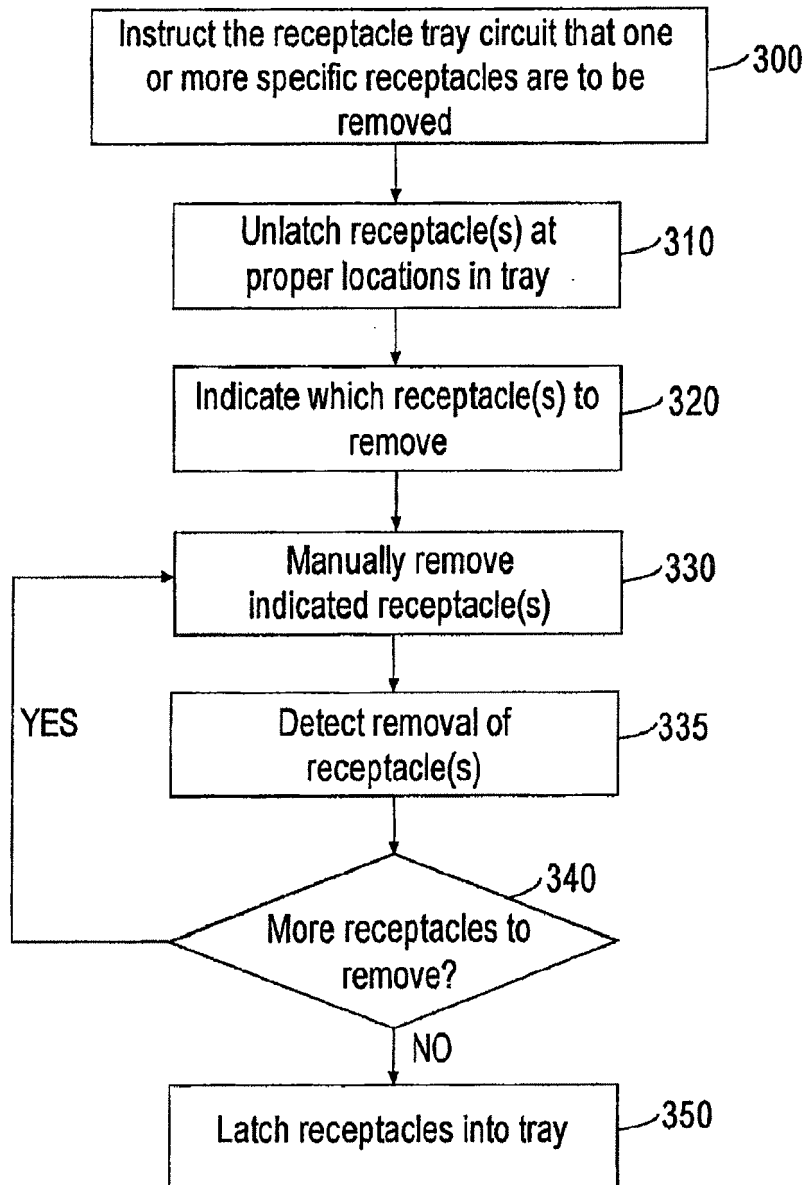 Instruct the receptacle tray circuit that one
or more specific receptacles are to be
removed
300
Unlatch receptacle(s) at
proper locations in tray
310
Indicate which receptacle(s) to
remove
320
Manually remove
indicated receptacle(s)
330
YES
Detect removal of
receptacle(s)
335
340
More receptacles to
remove?
NO
Latch receptacles into tray
350